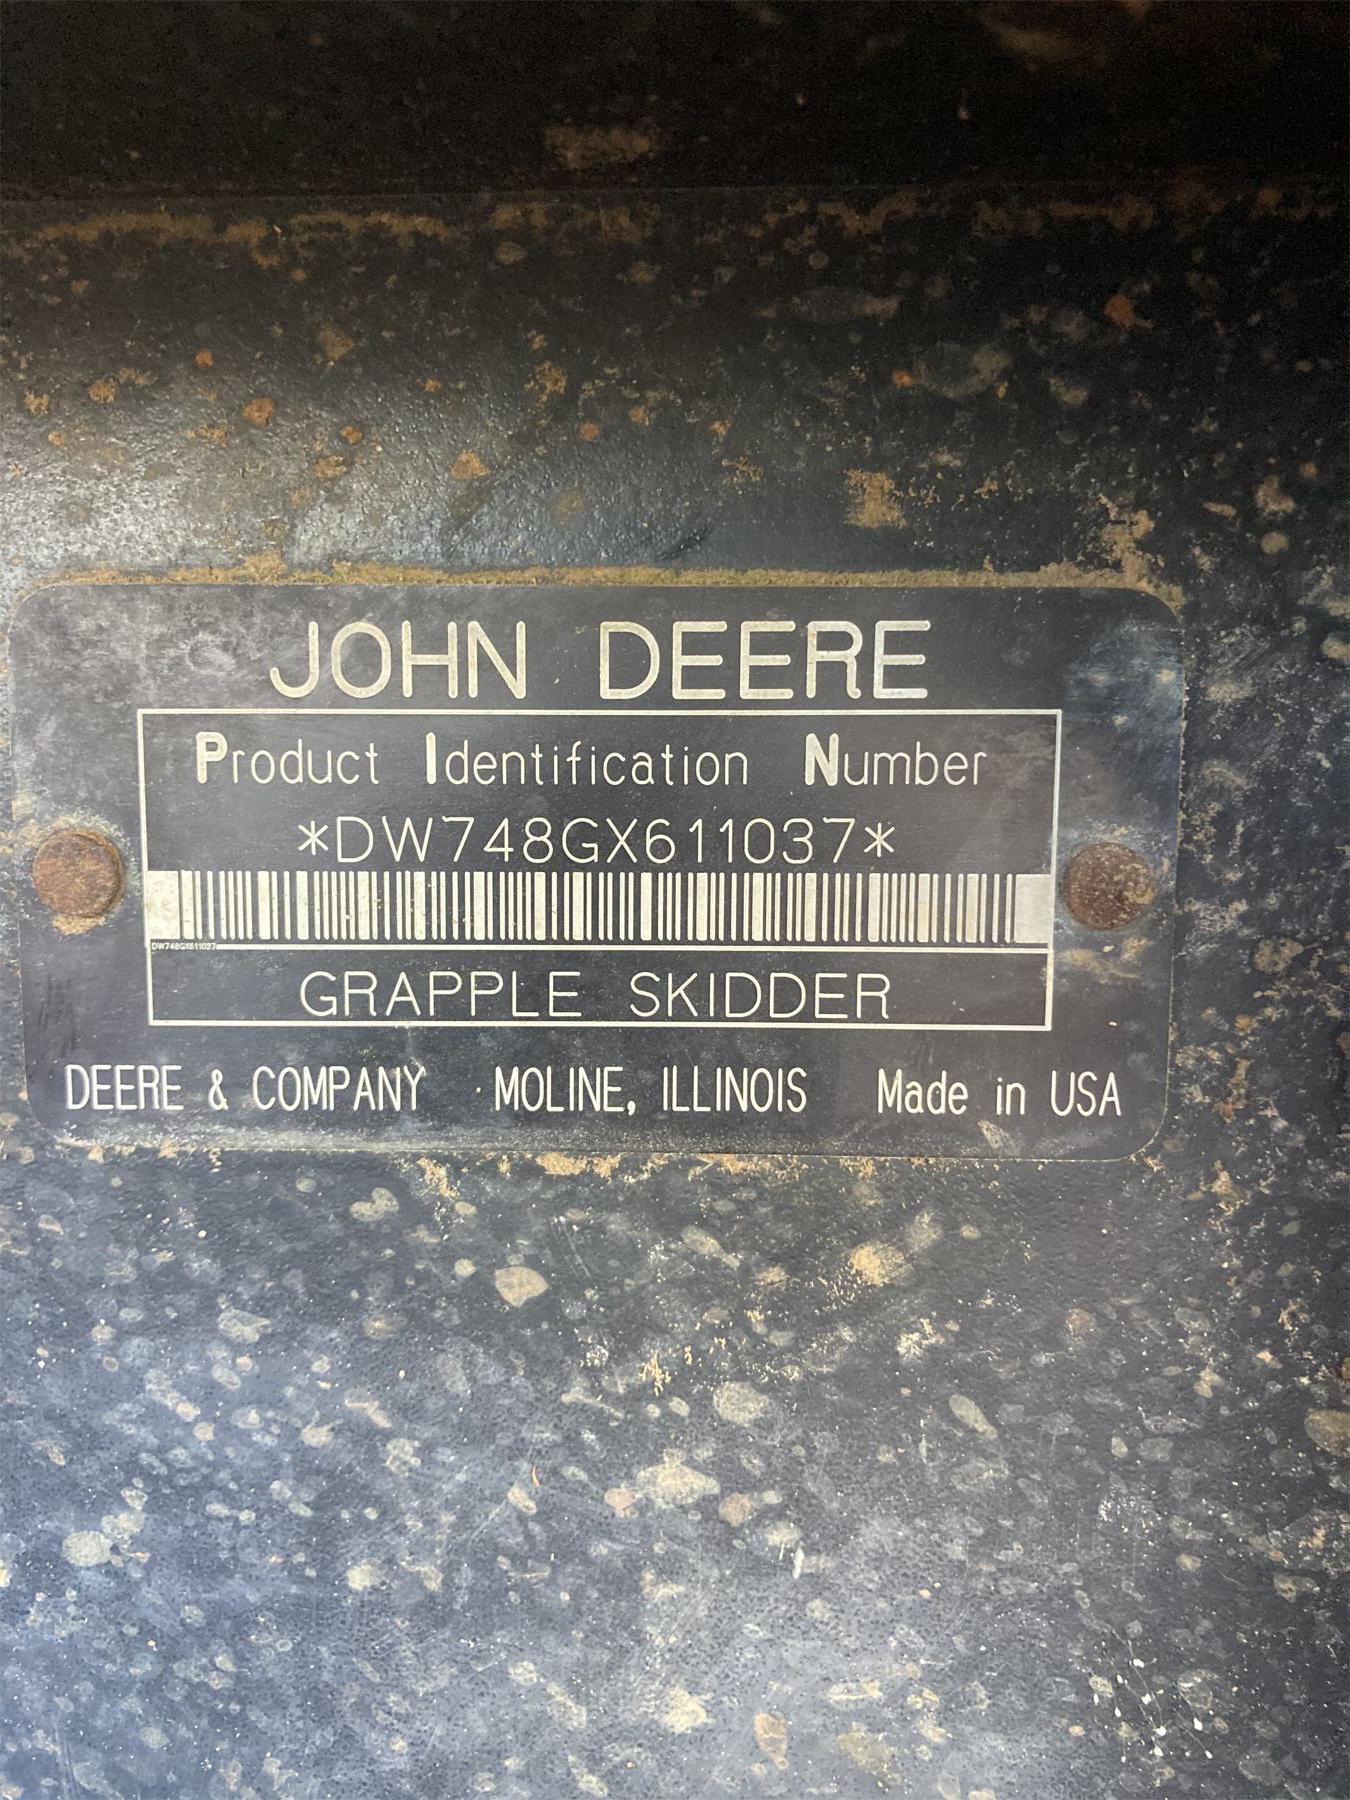 JOHN DEERE
Product Identification Number
*DW748GX611037*
DW748GX611037
GRAPPLE SKIDDER
DEERE & COMPANY · MOLINE, ILLINOIS Made in USA